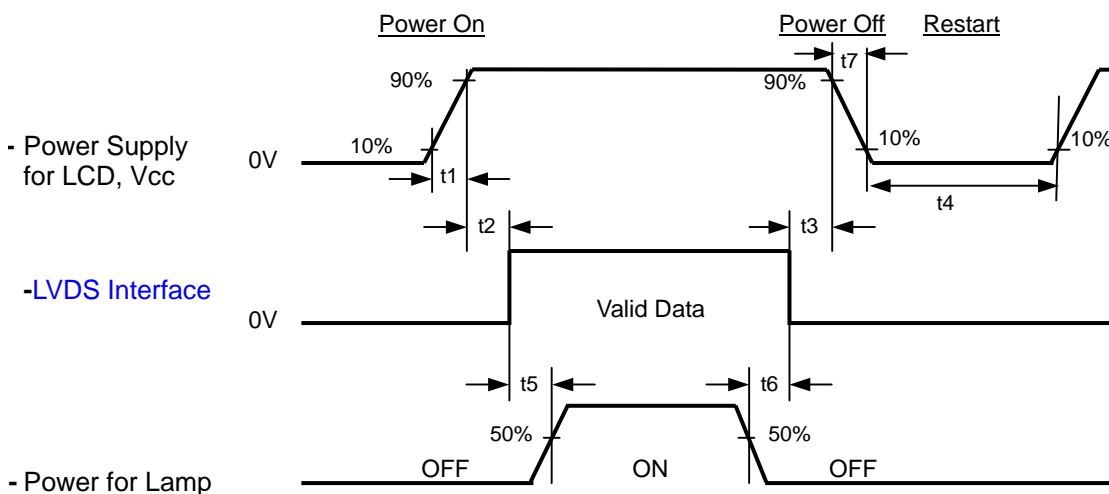 Power On
Power Off
Restart
t7
90%
90%
- Power Supply
for LCD, Vcc
0V
10%
10%
10%
t1
t4
t2
t3
-LVDS Interface
0V
Valid Data
t5
t6
50%
50%
- Power for Lamp
OFF
ON
OFF